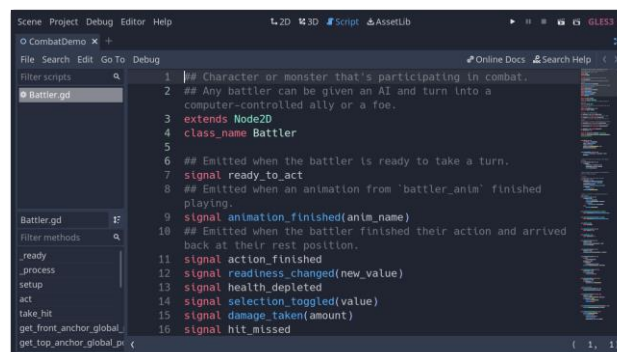 Scene Project Debug Editor Help
2D 3D Script AssetLib
GLES3
CombatDemo
File Search Edit Go To Debug
Online Docs Search Help
Filter scripts
Battler.gd
Battler.gd
Filter methods
_ready
_process
setup
act
take_hit
get_front_anchor_global_
get_top_anchor_global_po
1 ## Character or monster that's participating in combat.
2 ## Any battler can be given an AI and turn into a
computer-controlled ally or a foe.
3 extends Node2D
4 class_name Battler
5
6 ## Emitted when the battler is ready to take a turn.
7 signal ready_to_act
8 ## Emitted when an animation from `battler_anim` finished
playing.
9 signal animation_finished(anim_name)
10 ## Emitted when the battler finished their action and arrived
back at their rest position.
11 signal action_finished
12 signal readiness_changed(new_value)
13 signal health_depleted
14 signal selection_toggled(value)
15 signal damage_taken(amount)
16 signal hit_missed
( 1, 1